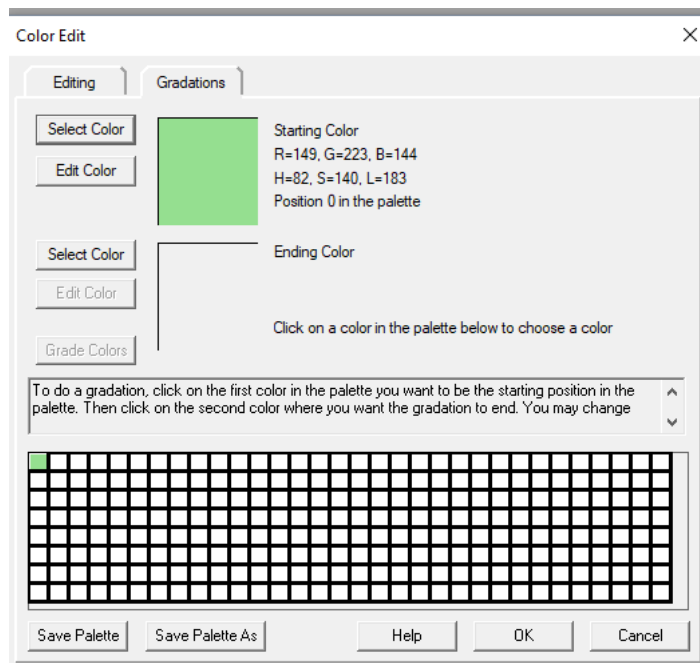 Color Edit
Editing
Gradations
Select Color
Starting Color
R=149, G=223, B=144
Edit Color
H=82, S=140, L=183
Position 0 in the palette
Select Color
Ending Color
Edit Color
Click on a color in the palette below to choose a color
Grade Colors
To do a gradation, click on the first color in the palette you want to be the starting position in the
palette. Then click on the second color where you want the gradation to end. You may change
Save Palette
Save Palette As
Help
OK
Cancel